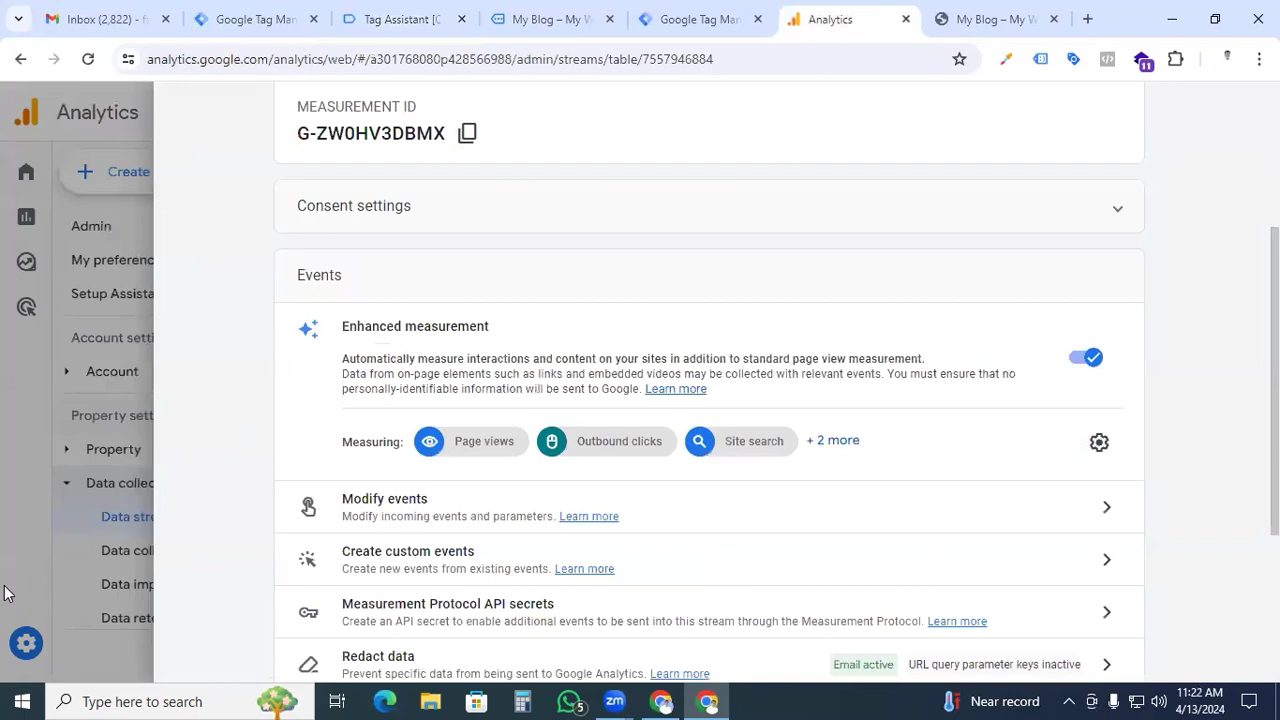 Inbox (2,822) - f
Google Tag Man
Tag Assistant [C
My Blog – My W
Google Tag Man
Analytics
My Blog – My W
analytics.google.com/analytics/web/#/a301768089p428566988/admin/streams/table/7557946884
11
Analytics
Create
Admin
My preferenc
Setup Assista
Account setti
Account
Property sett
Property
Data collec
Data stre
Data coll
Data imp
Data rete
MEASUREMENT ID
G-ZW0HV3DBMX
Consent settings
Events
Enhanced measurement
Automatically measure interactions and content on your sites in addition to standard page view measurement.
Data from on-page elements such as links and embedded videos may be collected with relevant events. You must ensure that no
personally-identifiable information will be sent to Google. Learn more
Measuring: Page views Outbound clicks Site search + 2 more
Modify events
Modify incoming events and parameters. Learn more
Create custom events
Create new events from existing events. Learn more
Measurement Protocol API secrets
Create an API secret to enable additional events to be sent into this stream through the Measurement Protocol. Learn more
Redact data
Prevent specific data from being sent to Google Analytics. Learn more
Email active URL query parameter keys inactive
Type here to search
5
zm
Near record
11:22 AM
4/13/2024